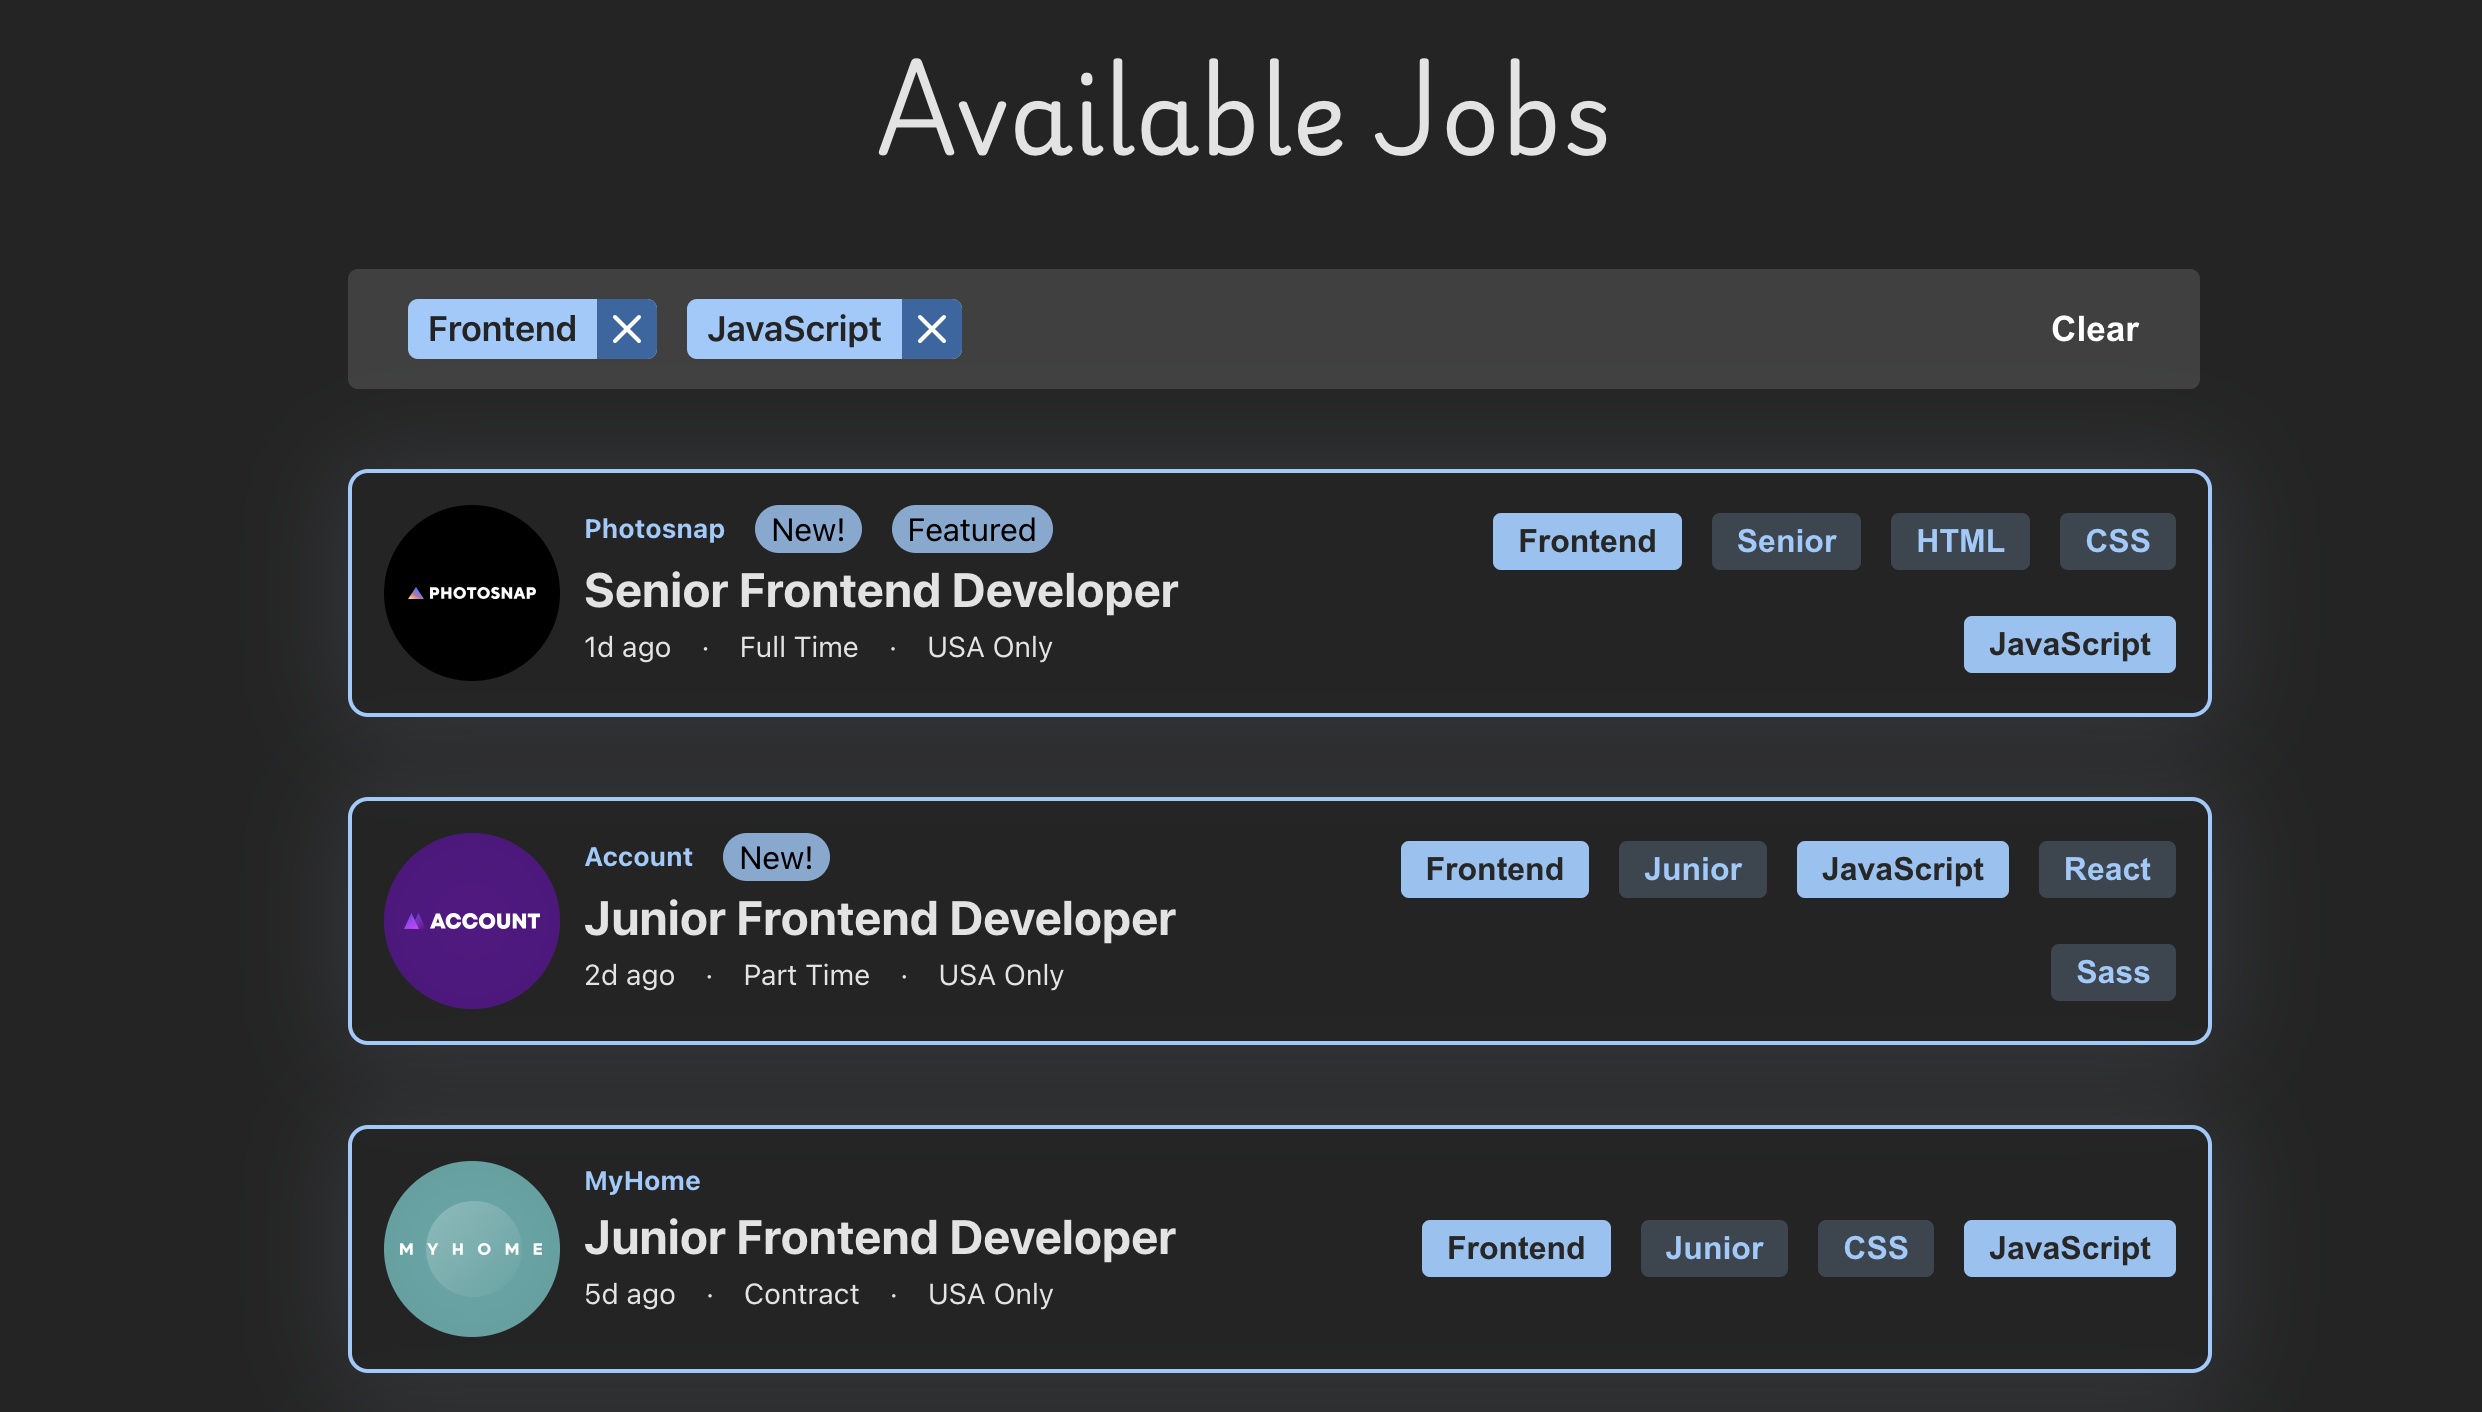 Available Jobs
Frontend JavaScript Clear
PHOTOSNAP
Photosnap New! Featured
Senior Frontend Developer
1d ago · Full Time · USA Only
Frontend Senior HTML CSS
JavaScript
ACCOUNT
Account New!
Junior Frontend Developer
2d ago · Part Time · USA Only
Frontend Junior JavaScript React
Sass
MYHOME
MyHome
Junior Frontend Developer
5d ago · Contract · USA Only
Frontend Junior CSS JavaScript